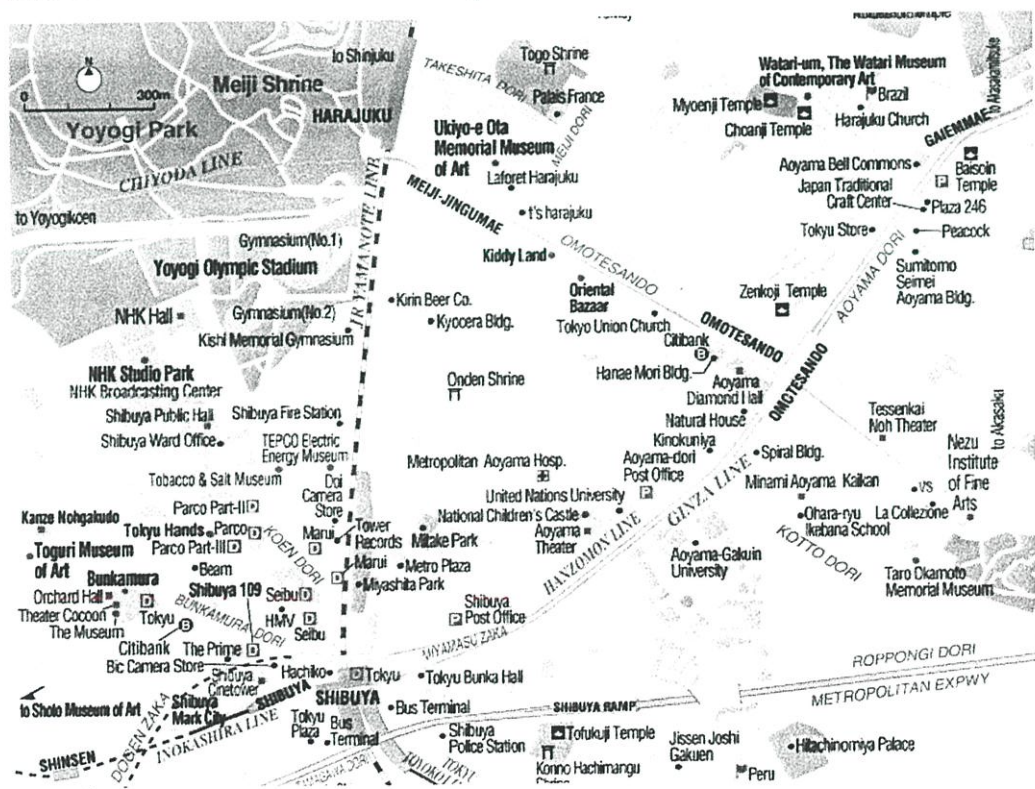 N
0 300m
Meiji Shrine
Yoyogi Park
CHIYODA LINE
to Yoyogikoen
to Shinjuku
HARAJUKU
JR YAMANOTE LINE
Togo Shrine
TAKESHITA DORI
Palais France
MEIJI DORI
Ukiyo-e Ota
Memorial Museum
of Art
Laforet Harajuku
MEIJI-JINGUMAE
t's harajuku
Kiddy Land
OMOTESANDO
Oriental
Bazaar
Tokyo Union Church
Citibank
Hanae Mori Bldg.
OMOTESANDO
OMOTESANDO
Watari-um, The Watari Museum
of Contemporary Art
Myoenji Temple
Choanji Temple
Brazil
Harajuku Church
GAIEMMAE
to Akasakamitsuke
Aoyama Bell Commons
Baisoin
Temple
Japan Traditional
Craft Center
Plaza 246
Tokyu Store
Peacock
AOYAMA DORI
Sumitomo
Seimei
Aoyama Bldg.
Zenkoji Temple
Gymnasium(No.1)
Yoyogi Olympic Stadium
Gymnasium(No.2)
NHK Hall
Kishi Memorial Gymnasium
Kirin Beer Co.
Kyocera Bldg.
NHK Studio Park
NHK Broadcasting Center
Onden Shrine
Shibuya Public Hall
Shibuya Fire Station
Shibuya Ward Office
TEPCO Electric
Energy Museum
Tobacco & Salt Museum
Doi
Camera
Store
Aoyama
Diamond Hall
Natural House
Kinokuniya
Aoyama-dori
Post Office
Spiral Bldg.
Tessenkai
Noh Theater
to Akasaka
Nezu
Institute
of Fine
Arts
Minami Aoyama Kaikan
VS
La Collezione
Ohara-ryu
Ikebana School
KOTTO DORI
Taro Okamoto
Memorial Museum
Metropolitan Aoyama Hosp.
United Nations University
National Children's Castle
Aoyama
Theater
HANZOMON LINE
GINZA LINE
Aoyama-Gakuin
University
Parco Part-II
Kanze Nohgakudo
Tokyu Hands
Parco
Parco Part-III
KOEN DORI
Marui
Tower
Records
Mitake Park
Marui
Metro Plaza
Miyashita Park
Toguri Museum
of Art
Beam
Bunkamura
Shibuya 109
Seibu
Orchard Hall
Theater Cocoon
The Museum
Tokyu
BUNKAMURA DORI
HMV
Seibu
Citibank
The Prime
Bic Camera Store
Shibuya
Post Office
MIYAMASU ZAKA
Hachiko
Tokyu
Tokyu Bunka Hall
Shibuya
Cinetower
to Shoto Museum of Art
Shibuya
Mark City
SHIBUYA
SHIBUYA
DOGEN ZAKA
INOKASHIRA LINE
SHINSEN
Tokyu
Plaza
Bus
Terminal
Bus Terminal
Shibuya
Police Station
SHIBUYA RAMP
Tofukuji Temple
Konno Hachimangu
Jissen Joshi
Gakuen
Peru
Hitachinomiya Palace
ROPPONGI DORI
METROPOLITAN EXPWY